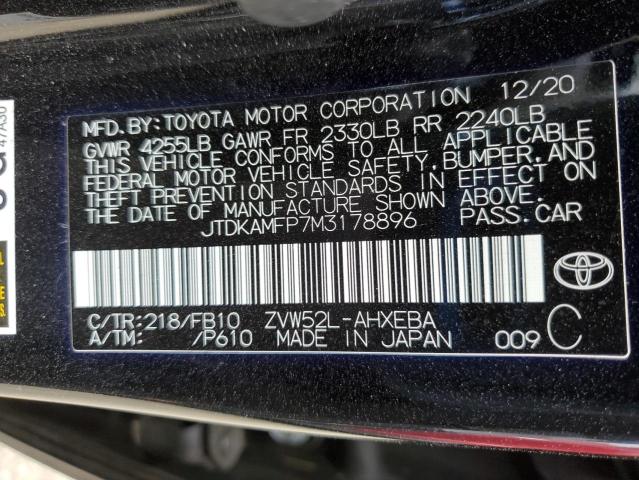 MFD.BY:TOYOTA MOTOR CORPORATION 12/20
GVWR 4255LB GAWR FR 2330LB RR 2240LB
THIS VEHICLE CONFORMS TO ALL APPLICABLE
FEDERAL MOTOR VEHICLE SAFETY,BUMPER,AND
THEFT PREVENTION STANDARDS IN EFFECT ON
THE DATE OF MANUFACTURE SHOWN ABOVE.
JTDKAMFP7M3178896 PASS.CAR
C/TR:218/FB10 ZVW52L-AHXEBA
A/TM: /P610 MADE IN JAPAN 009 C
47A30